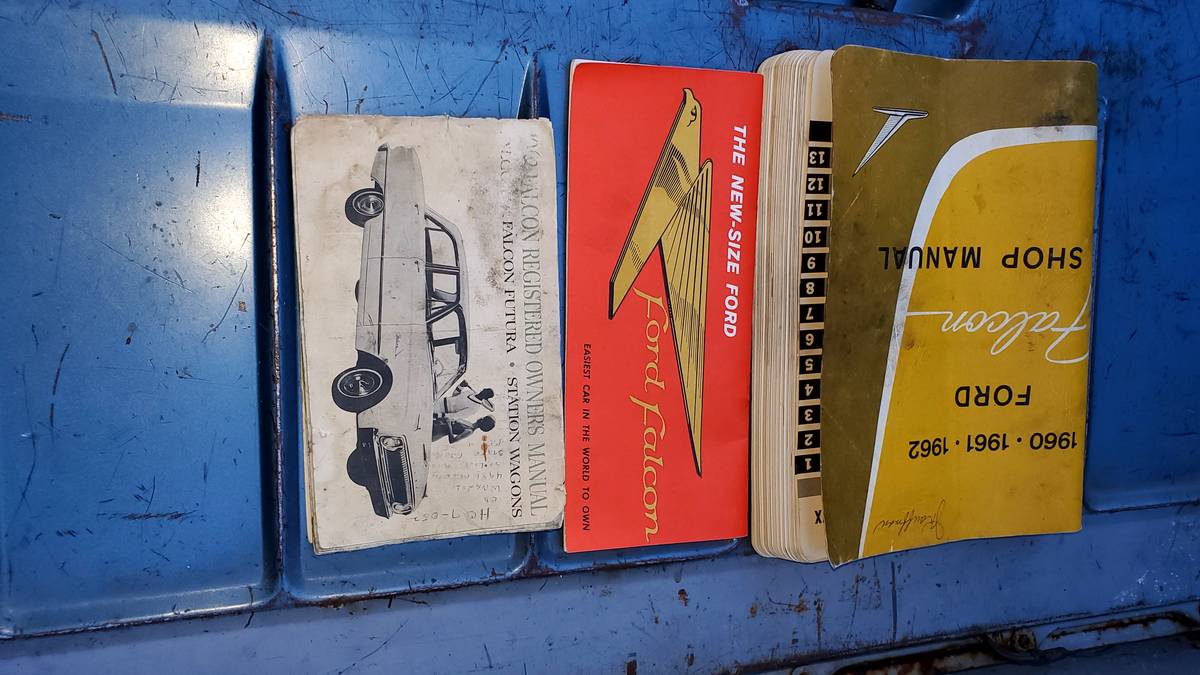 FALCON REGISTERED OWNERS MANUAL
FALCON FUTURA • STATION WAGONS
THE NEW-SIZE FORD
Ford Falcon
EASIEST CAR IN THE WORLD TO OWN
1960 • 1961 • 1962
FORD
Falcon
SHOP MANUAL
1
2
3
4
5
6
7
8
9
10
11
12
13